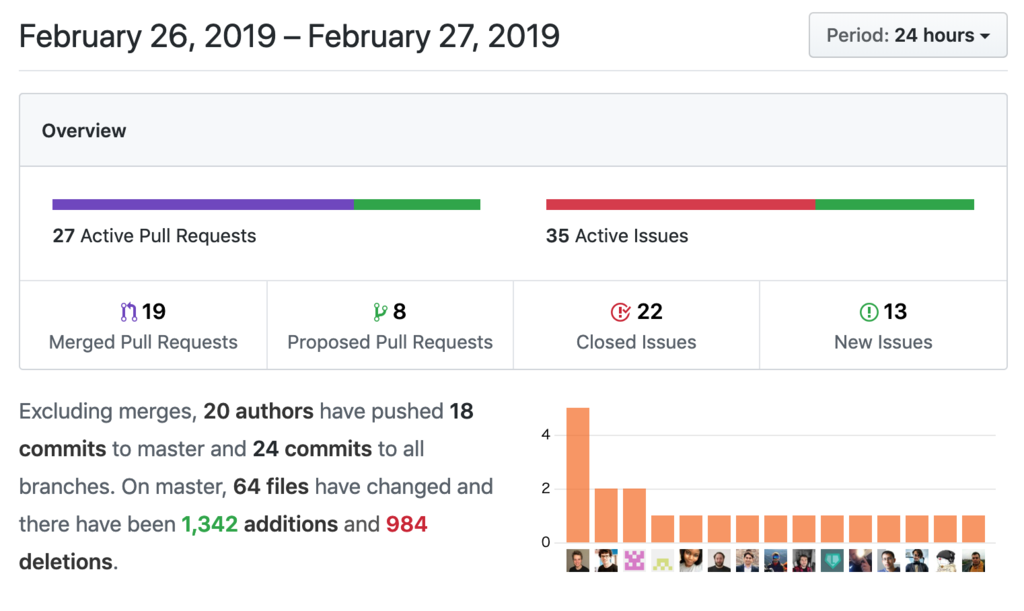 February 26, 2019 – February 27, 2019
Period: 24 hours
Overview
27 Active Pull Requests
35 Active Issues
19
Merged Pull Requests
8
Proposed Pull Requests
22
Closed Issues
13
New Issues
Excluding merges, 20 authors have pushed 18
commits to master and 24 commits to all
branches. On master, 64 files have changed and
there have been 1,342 additions and 984
deletions.
4
2
0